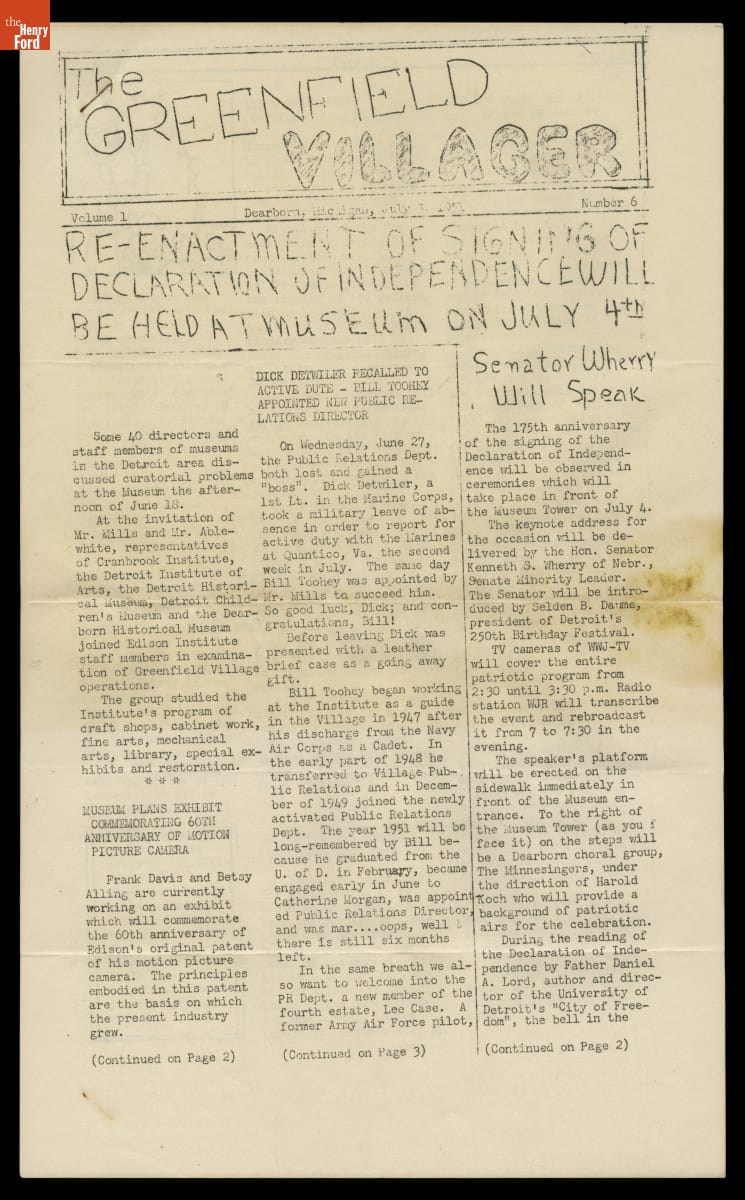 the
Henry
Ford
The
GREENFIELD
VILLAGER
Volume 1 Dearborn, Michigan, July 1951 Number 6
RE-ENACTMENT OF SIGNING OF
DECLARATION OF INDEPENDENCE WILL
BE HELD AT MUSEUM ON JULY 4th
Some 40 directors and
staff members of museums
in the Detroit area dis-
cussed curatorial problems
at the Museum the after-
noon of June 18.
At the invitation of
Mr. Mills and Mr. Able-
white, representatives
of Cranbrook Institute,
the Detroit Institute of
Arts, the Detroit Histori-
cal Museum, Detroit Child-
ren's Museum and the Dear-
born Historical Museum
joined Edison Institute
staff members in examina-
tion of Greenfield Village
operations.
The group studied the
Institute's program of
craft shops, cabinet work,
fine arts, mechanical
arts, library, special ex-
hibits and restoration.
* * *
MUSEUM PLANS EXHIBIT
COMMEMORATING 60TH
ANNIVERSARY OF MOTION
PICTURE CAMERA
Frank Davis and Betsy
Alling are currently
working on an exhibit
which will commemorate
the 60th anniversary of
Edison's original patent
of his motion picture
camera. The principles
embodied in this patent
are the basis on which
the present industry
grew.
(Continued on Page 2)
DICK DETWILER RECALLED TO
ACTIVE DUTE - BILL TOOHEY
APPOINTED NEW PUBLIC RE-
LATIONS DIRECTOR
On Wednesday, June 27,
the Public Relations Dept.
both lost and gained a
"boss". Dick Detwiler, a
1st Lt. in the Marine Corps,
took a military leave of ab-
sence in order to report for
active duty with the Marines
at Quantico, Va. the second
week in July. The same day
Bill Toohey was appointed by
Mr. Mills to succeed him.
So good luck, Dick; and con-
gratulations, Bill!
Before leaving Dick was
presented with a leather
brief case as a going away
gift.
Bill Toohey began working
at the Institute as a guide
in the Village in 1947 after
his discharge from the Navy
Air Corps as a Cadet. In
the early part of 1948 he
transferred to Village Pub-
lic Relations and in Decem-
ber of 1949 joined the newly
activated Public Relations
Dept. The year 1951 will be
long-remembered by Bill be-
cause he graduated from the
U. of D. in February, became
engaged early in June to
Catherine Morgan, was appoint
ed Public Relations Director,
and was mar....oops, well
there is still six months
left.
In the same breath we al-
so want to welcome into the
PR Dept. a new member of the
fourth estate, Lee Case. A
former Army Air Force pilot,
(Continued on Page 3)
Senator Wherry
Will Speak
The 175th anniversary
of the signing of the
Declaration of Independ-
ence will be observed in
ceremonies which will
take place in front of
the Museum Tower on July 4.
The keynote address for
the occasion will be de-
livered by the Hon. Senator
Kenneth S. Wherry of Nebr.,
Senate Minority Leader.
The Senator will be intro-
duced by Selden B. Daume,
president of Detroit's
250th Birthday Festival.
TV cameras of WWJ-TV
will cover the entire
patriotic program from
2:30 until 3:30 p.m. Radio
station WJR will transcribe
the event and rebroadcast
it from 7 to 7:30 in the
evening.
The speaker's platform
will be erected on the
sidewalk immediately in
front of the Museum en-
trance. To the right of
the Museum Tower (as you
face it) on the steps will
be a Dearborn choral group,
The Minnesingers, under
the direction of Harold
Koch who will provide a
background of patriotic
airs for the celebration.
During the reading of
the Declaration of Inde-
pendence by Father Daniel
A. Lord, author and direc-
tor of the University of
Detroit's "City of Free-
dom", the bell in the
(Continued on Page 2)